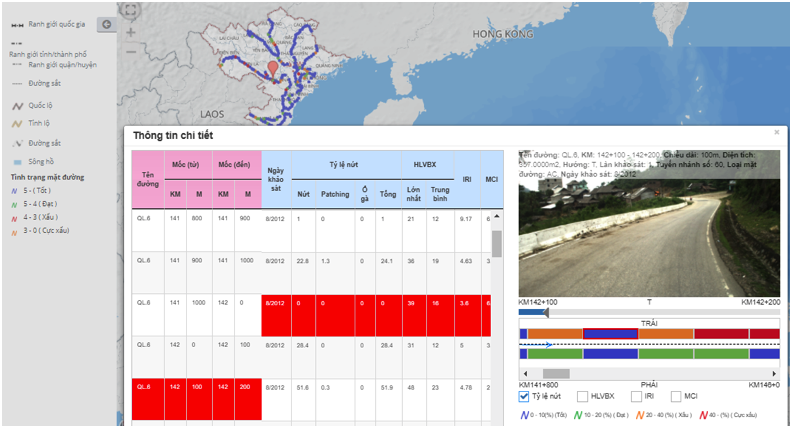 Ranh giới quốc gia
Ranh giới tỉnh/thành phố
Ranh giới quận/huyện
Đường sắt
Quốc lộ
Tỉnh lộ
Đường sắt
Sông hồ
Tình trạng mặt đường
5 - ( Tốt )
5 - 4 ( Đạt )
4 - 3 ( Xấu )
3 - 0 ( Cực xấu)
HONG KONG
LAOS
LAI CHÂU
CAO BẰNG
Thông tin chi tiết
×
Tên đường
Mốc (từ)
Mốc (đến)
Ngày khảo sát
Tỷ lệ nứt
HLVBX
IRI
MCI
KM M KM M
Nứt Patching Ổ gà Tổng Lớn nhất Trung bình
QL.6 141 800 141 900 8/2012 1 0 0 1 21 12 9.17 6
QL.6 141 900 141 1000 8/2012 22.8 1.3 0 24.1 36 19 4.63 3
QL.6 141 1000 142 0 8/2012 0 0 0 0 39 16 3.6 6
QL.6 142 0 142 100 8/2012 28.4 0 0 28.4 31 12 5 3
QL.6 142 100 142 200 8/2012 51.6 0.3 0 51.9 48 23 4.78 2
Tên đường: QL.6, KM: 142+100 - 142+200, Chiều dài: 100m, Diện tích:
557.0000m2, Hướng: T, Làn khảo sát: 1, Tuyến nhánh số: 60, Loại mặt
đường: AC, Ngày khảo sát: 8/2012
KM142+100 T KM142+200
TRÁI
KM141+800 PHẢI KM146+0
Tỷ lệ nứt HLVBX IRI MCI
0 - 10(%) (Tốt) 10 - 20 (%) ( Đạt ) 20 - 40 (%) ( Xấu ) 40 - (%) ( Cực xấu)